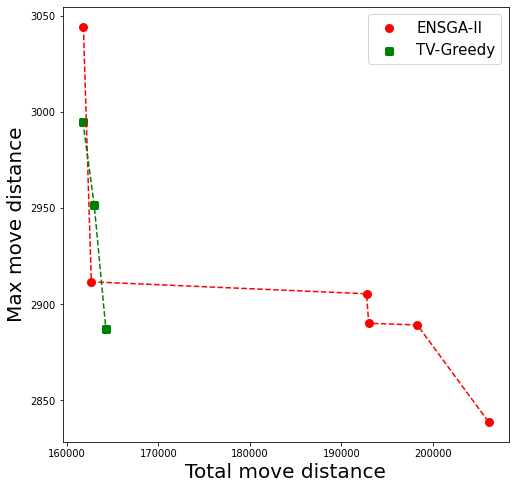 ENSGA-II
TV-Greedy
Max move distance
3050
3000
2950
2900
2850
160000 170000 180000 190000 200000
Total move distance